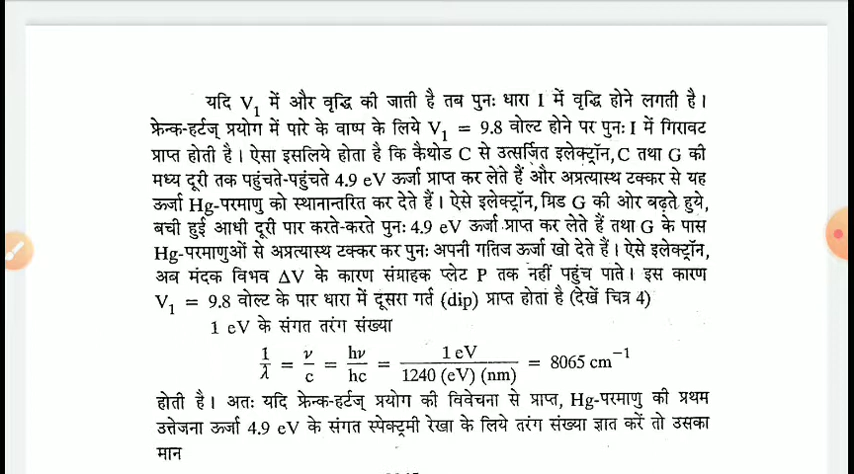 यदि V₁ में और वृद्धि की जाती है तब पुनः धारा I में वृद्धि होने लगती है।
फ्रेन्क-हर्टज् प्रयोग में पारे के वाष्प के लिये V₁ = 9.8 वोल्ट होने पर पुनः I में गिरावट
प्राप्त होती है। ऐसा इसलिये होता है कि कैथोड C से उत्सर्जित इलेक्ट्रॉन, C तथा G की
मध्य दूरी तक पहुंचते-पहुंचते 4.9 eV ऊर्जा प्राप्त कर लेते हैं और अप्रत्यास्थ टक्कर से यह
ऊर्जा Hg-परमाणु को स्थानान्तरित कर देते हैं। ऐसे इलेक्ट्रॉन, ग्रिड G की ओर बढ़ते हुये,
बची हुई आधी दूरी पार करते-करते पुनः 4.9 eV ऊर्जा प्राप्त कर लेते हैं तथा G के पास
Hg-परमाणुओं से अप्रत्यास्थ टक्कर कर पुनः अपनी गतिज ऊर्जा खो देते हैं। ऐसे इलेक्ट्रॉन,
अब मंदक विभव ΔV के कारण संग्राहक प्लेट P तक नहीं पहुंच पाते। इस कारण
V₁ = 9.8 वोल्ट के पार धारा में दूसरा गर्त (dip) प्राप्त होता है (देखें चित्र 4)
1 eV के संगत तरंग संख्या
1/λ = ν/c = hν/hc = 1 eV/1240 (eV) (nm) = 8065 cm⁻¹
होती है। अतः यदि फ्रेन्क-हर्टज् प्रयोग की विवेचना से प्राप्त, Hg-परमाणु की प्रथम
उत्तेजना ऊर्जा 4.9 eV के संगत स्पेक्ट्रमी रेखा के लिये तरंग संख्या ज्ञात करें तो उसका
मान